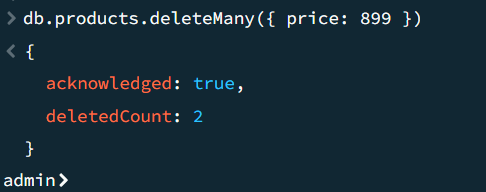 > db.products.deleteMany({ price: 899 })
< {
acknowledged: true,
deletedCount: 2
}
admin>